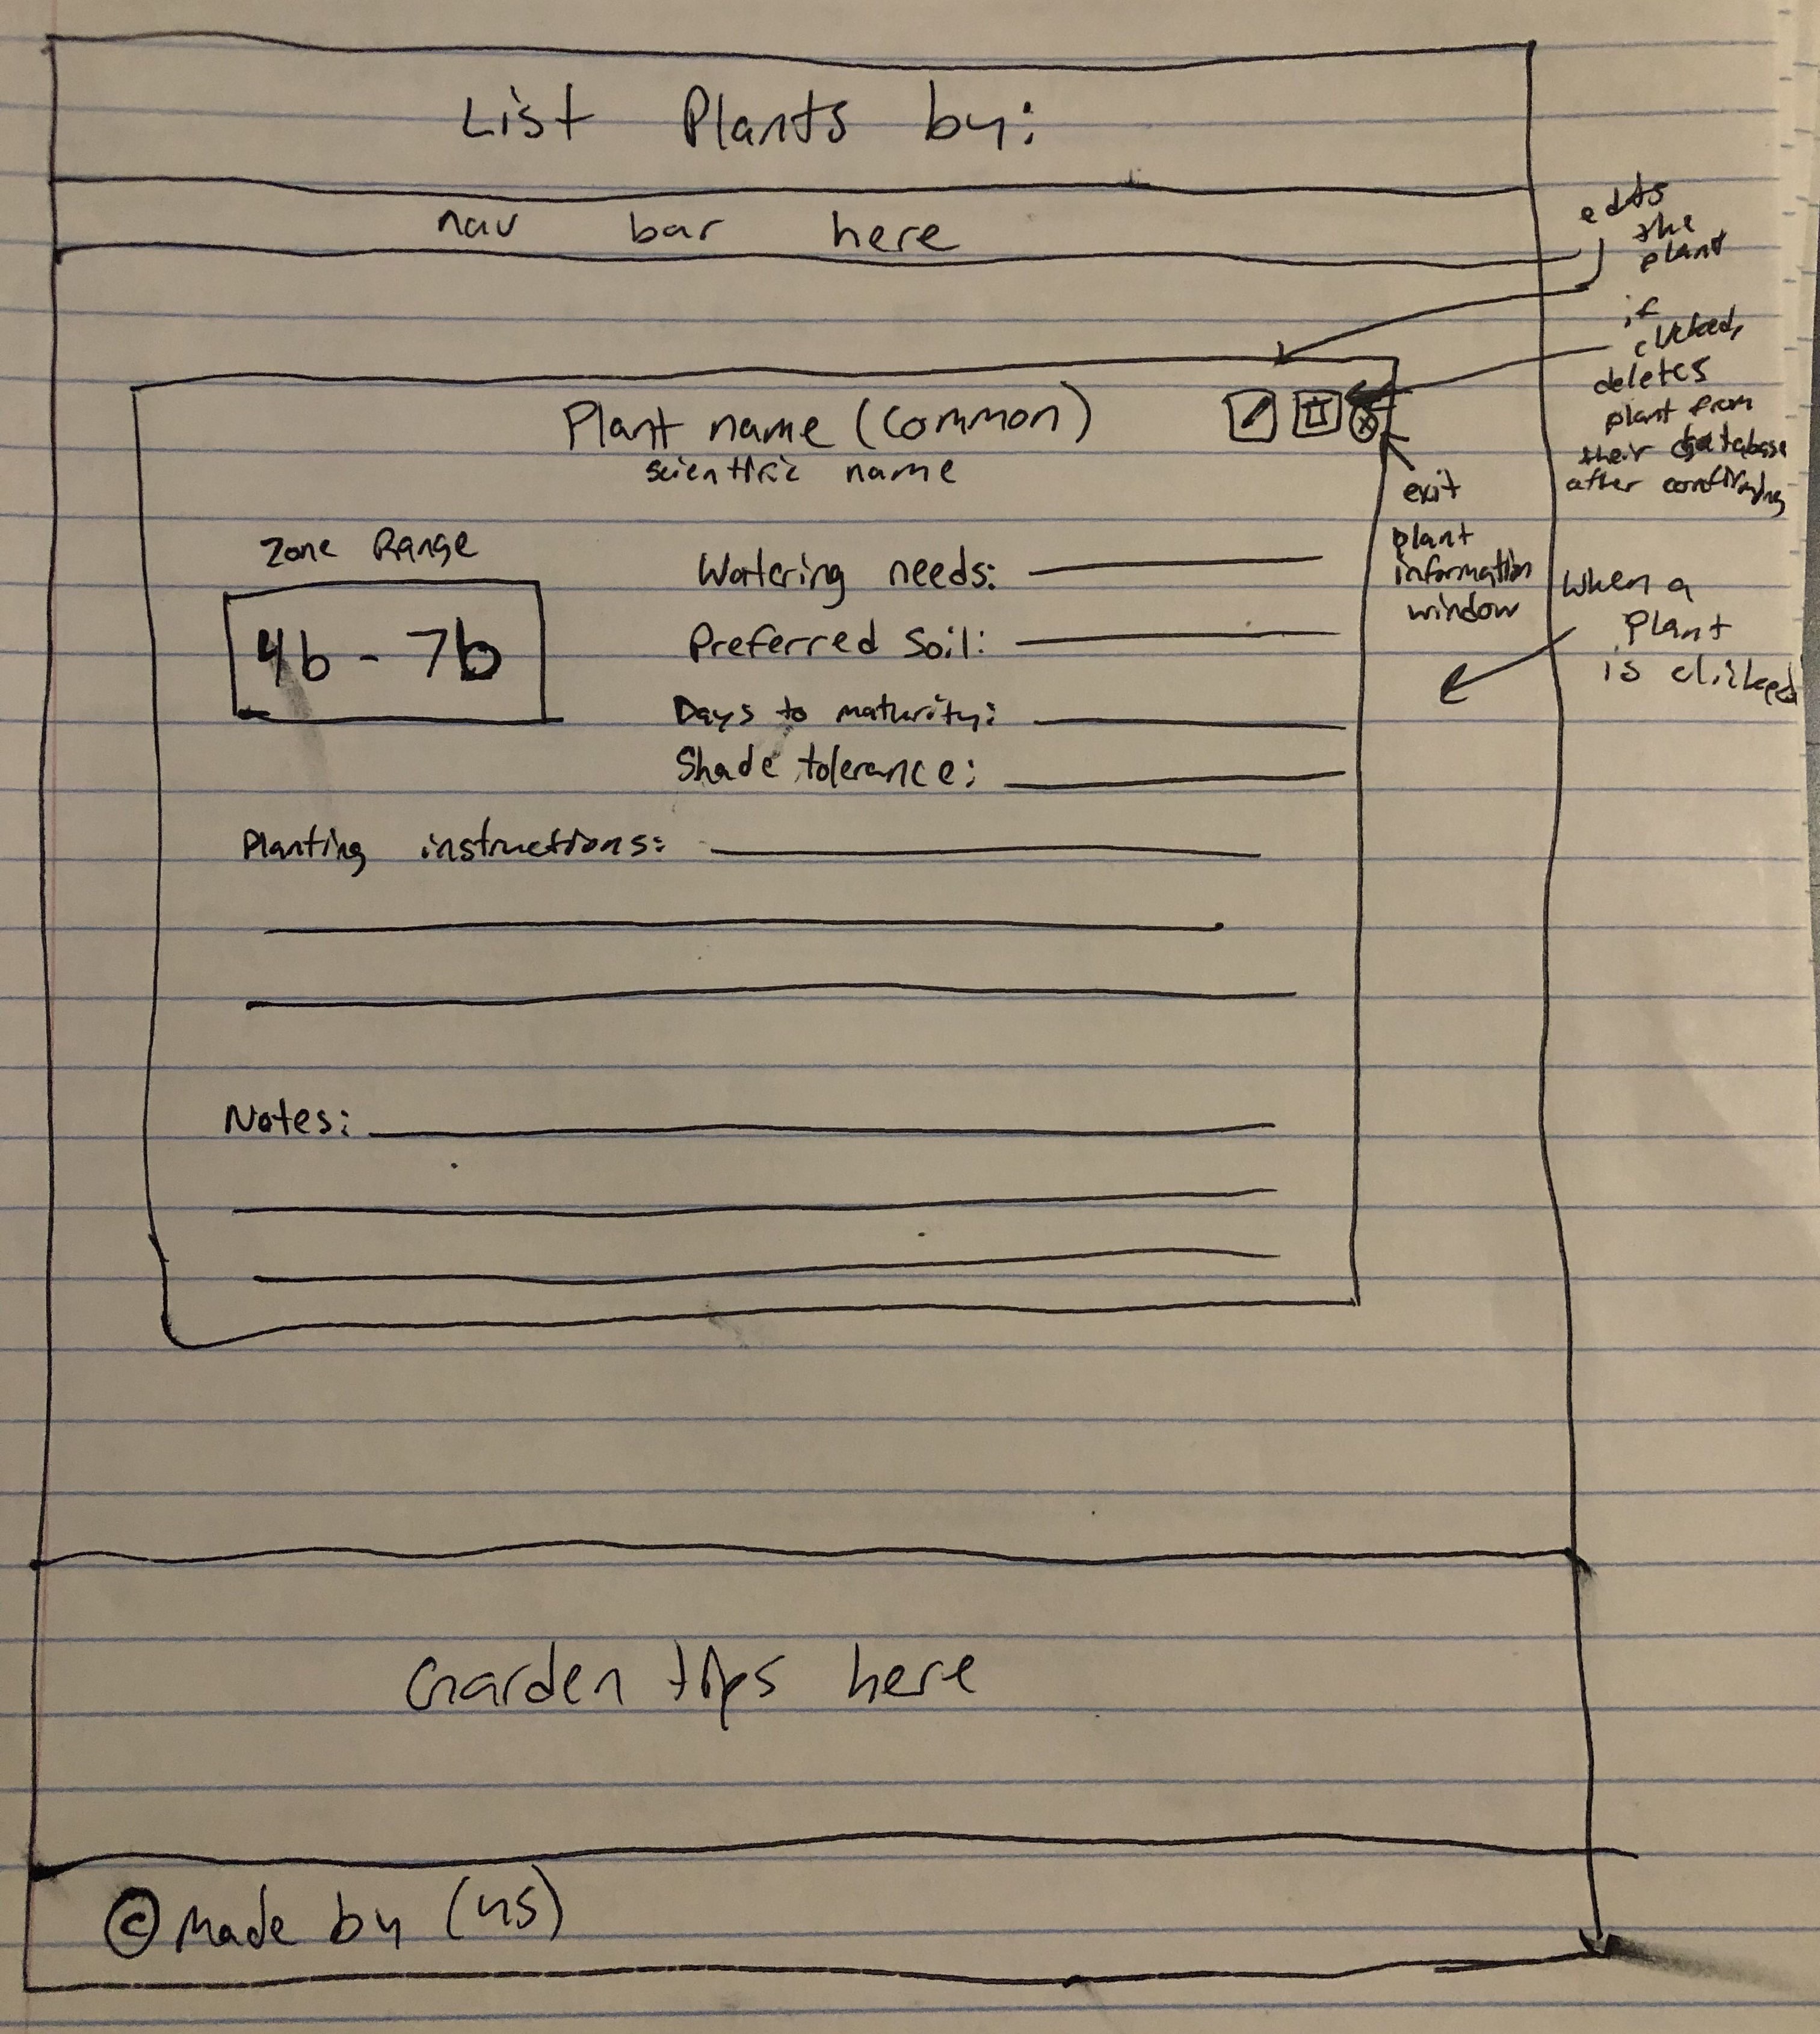 List Plants by:
nav bar here
edits
the
plant
if
clicked,
deletes
plant from
their database
after confirming
Plant name (common)
scientific name
exit
plant
information
window
When a
Plant
is clicked
Zone Range
4b - 7b
Watering needs:
Preferred Soil:
Days to maturity:
Shade tolerance:
Planting instructions:
Notes:
Garden tips here
© Made by (us)